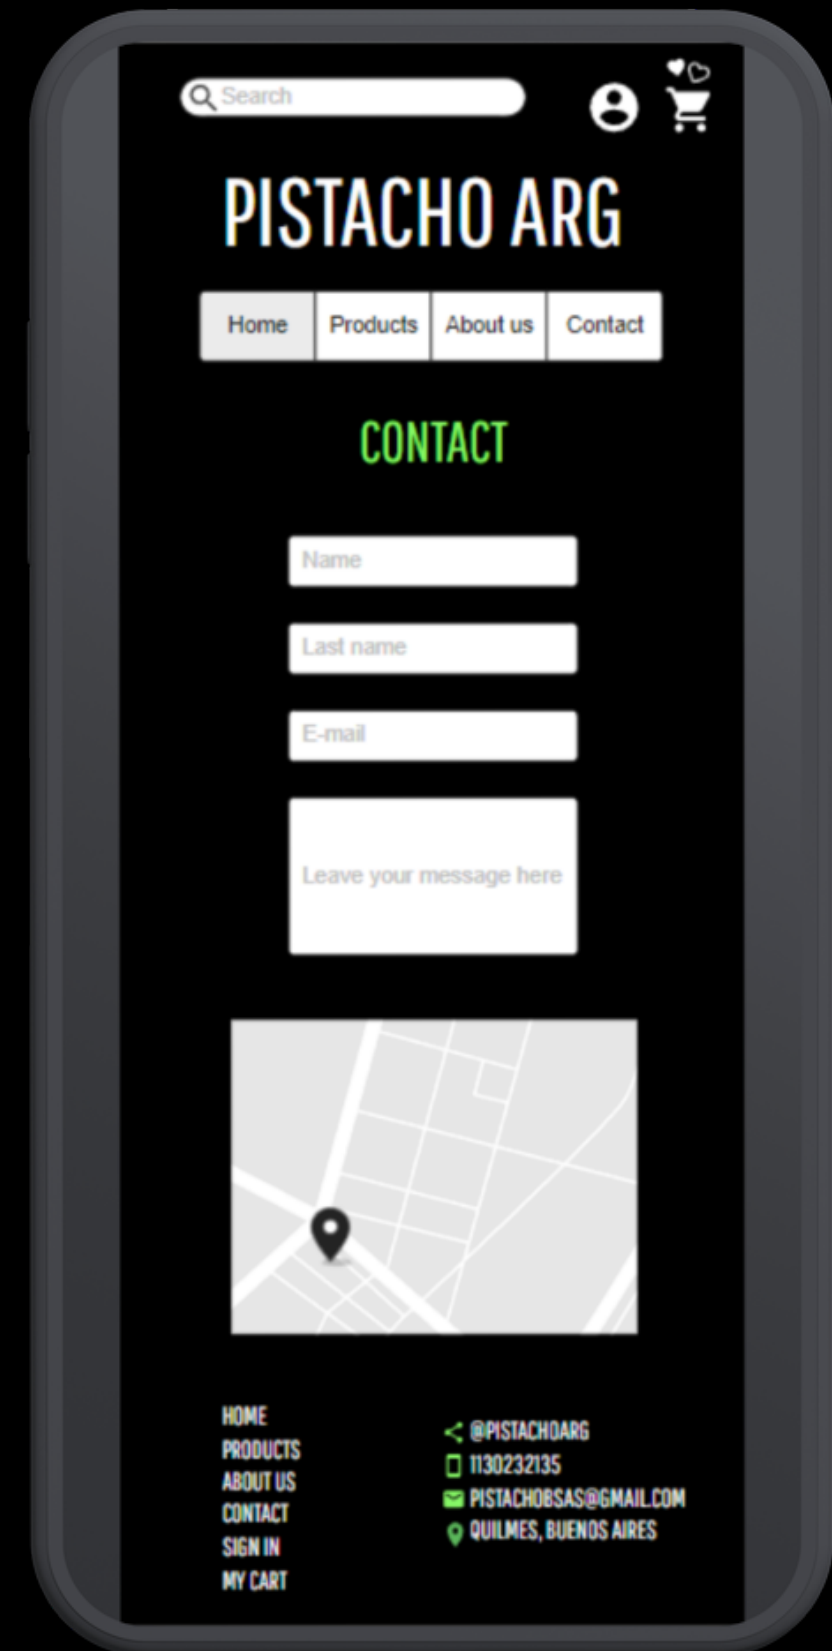 Search
PISTACHO ARG
Home Products About us Contact
CONTACT
Name
Last name
E-mail
Leave your message here
HOME
PRODUCTS
ABOUT US
CONTACT
SIGN IN
MY CART
@PISTACHOARG
1130232135
PISTACHOBSAS@GMAIL.COM
QUILMES, BUENOS AIRES